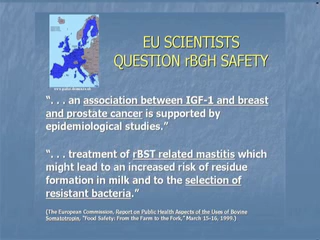 EU SCIENTISTS
QUESTION rBGH SAFETY
“. . . an association between IGF-1 and breast
and prostate cancer is supported by
epidemiological studies.”
“. . . treatment of rBST related mastitis which
might lead to an increased risk of residue
formation in milk and to the selection of
resistant bacteria.”
(The European Commission, Report on Public Health Aspects of the Uses of Bovine
Somatotropin, "Food Safety: From the Farm to the Fork," March 15-16, 1999.)